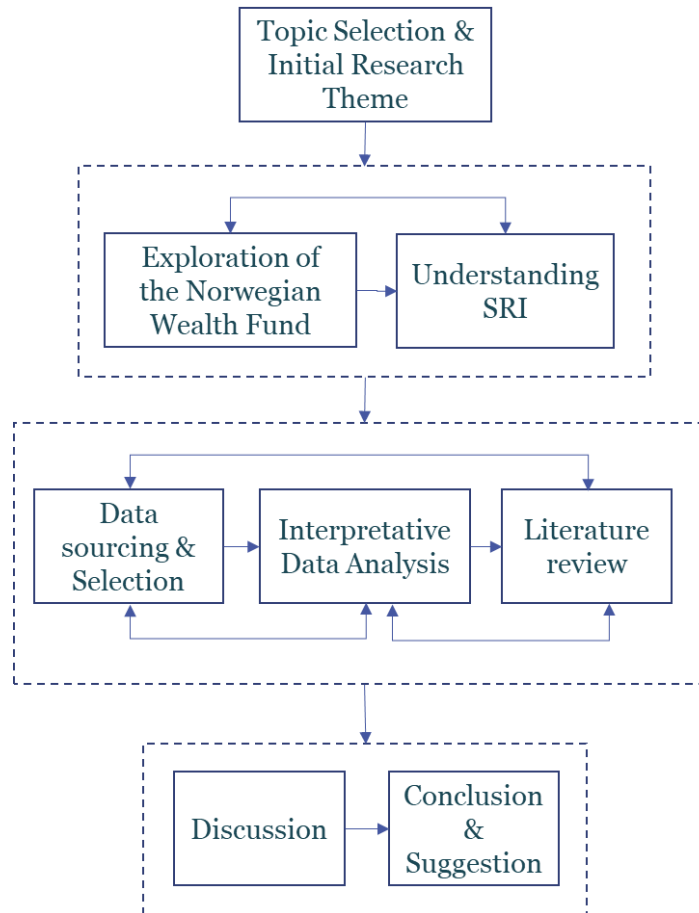 Topic Selection &
Initial Research
Theme
Exploration of
the Norwegian
Wealth Fund
Understanding
SRI
Data
sourcing &
Selection
Interpretative
Data Analysis
Literature
review
Discussion
Conclusion
&
Suggestion